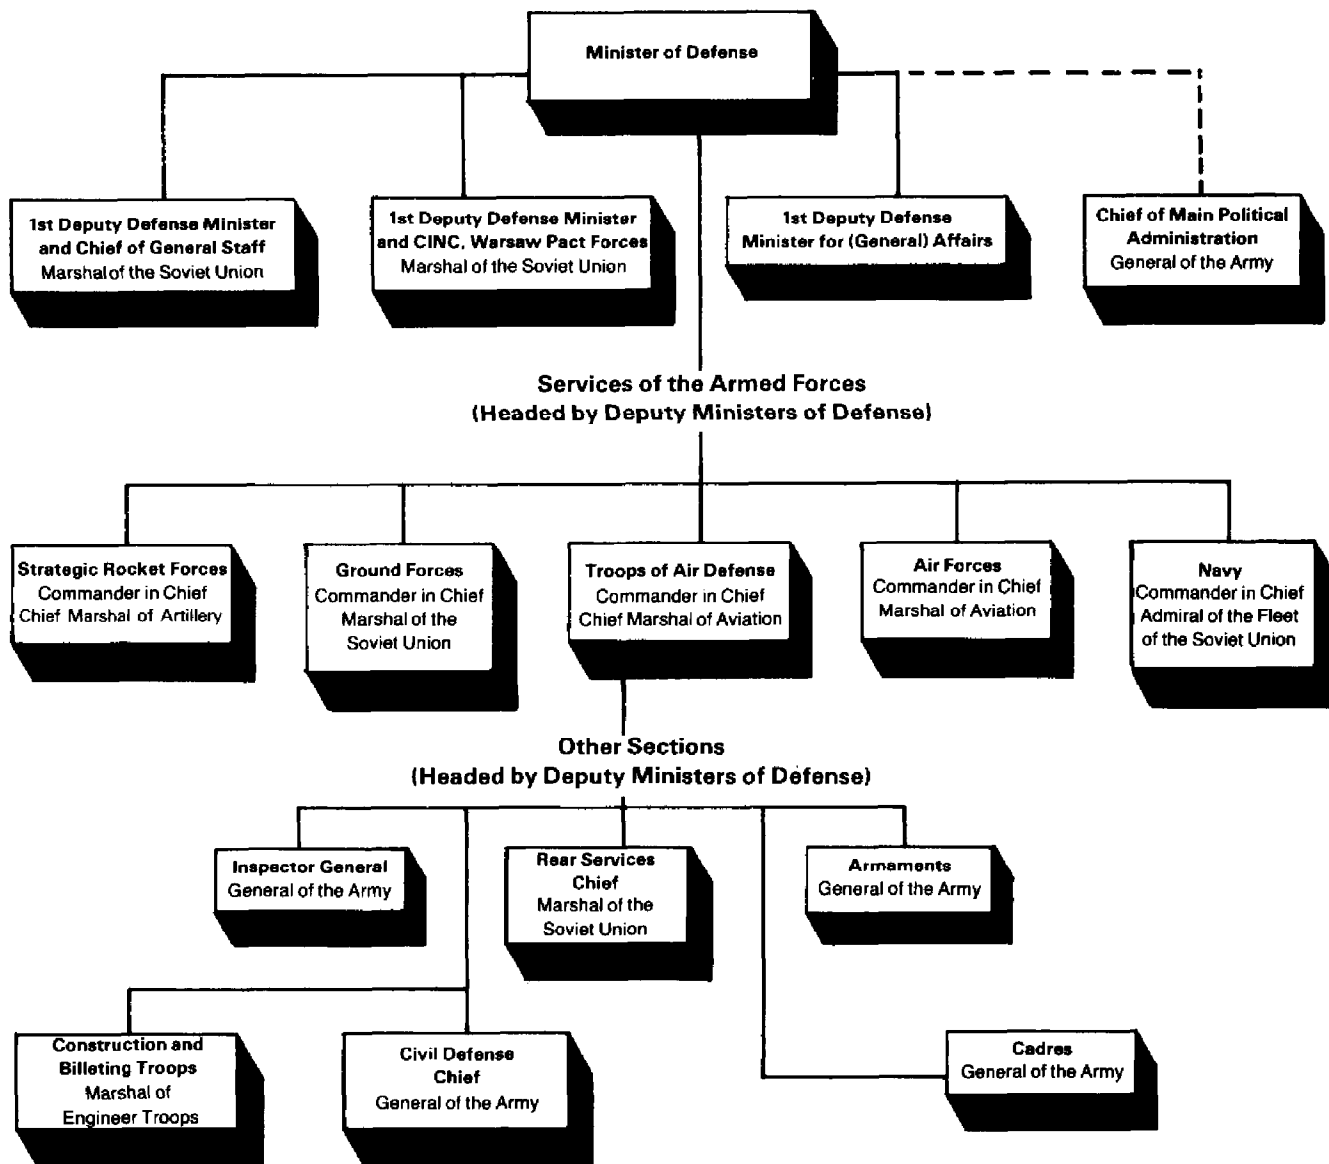 Minister of Defense
1st Deputy Defense Minister
and Chief of General Staff
Marshal of the Soviet Union
1st Deputy Defense Minister
and CINC, Warsaw Pact Forces
Marshal of the Soviet Union
1st Deputy Defense
Minister for (General) Affairs
Chief of Main Political
Administration
General of the Army
Services of the Armed Forces
(Headed by Deputy Ministers of Defense)
Strategic Rocket Forces
Commander in Chief
Chief Marshal of Artillery
Ground Forces
Commander in Chief
Marshal of the
Soviet Union
Troops of Air Defense
Commander in Chief
Chief Marshal of Aviation
Air Forces
Commander in Chief
Marshal of Aviation
Navy
Commander in Chief
Admiral of the Fleet
of the Soviet Union
Other Sections
(Headed by Deputy Ministers of Defense)
Inspector General
General of the Army
Rear Services
Chief
Marshal of the
Soviet Union
Armaments
General of the Army
Construction and
Billeting Troops
Marshal of
Engineer Troops
Civil Defense
Chief
General of the Army
Cadres
General of the Army